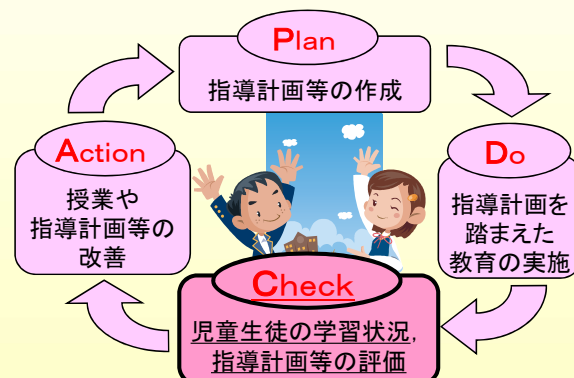 Plan
指導計画等の作成
Do
指導計画を
踏まえた
教育の実施
Check
児童生徒の学習状況,
指導計画等の評価
Action
授業や
指導計画等の
改善